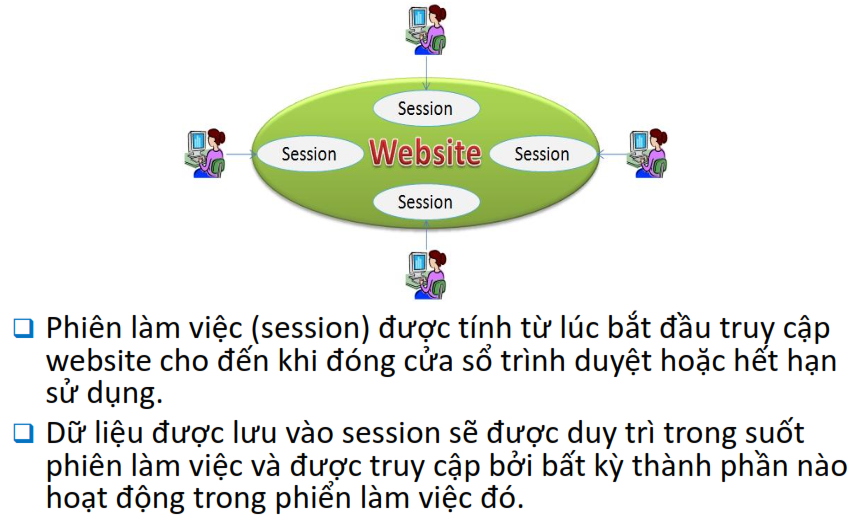 Session
Session
Website
Session
Session
Phiên làm việc (session) được tính từ lúc bắt đầu truy cập
website cho đến khi đóng cửa sổ trình duyệt hoặc hết hạn
sử dụng.
Dữ liệu được lưu vào session sẽ được duy trì trong suốt
phiên làm việc và được truy cập bởi bất kỳ thành phần nào
hoạt động trong phiển làm việc đó.